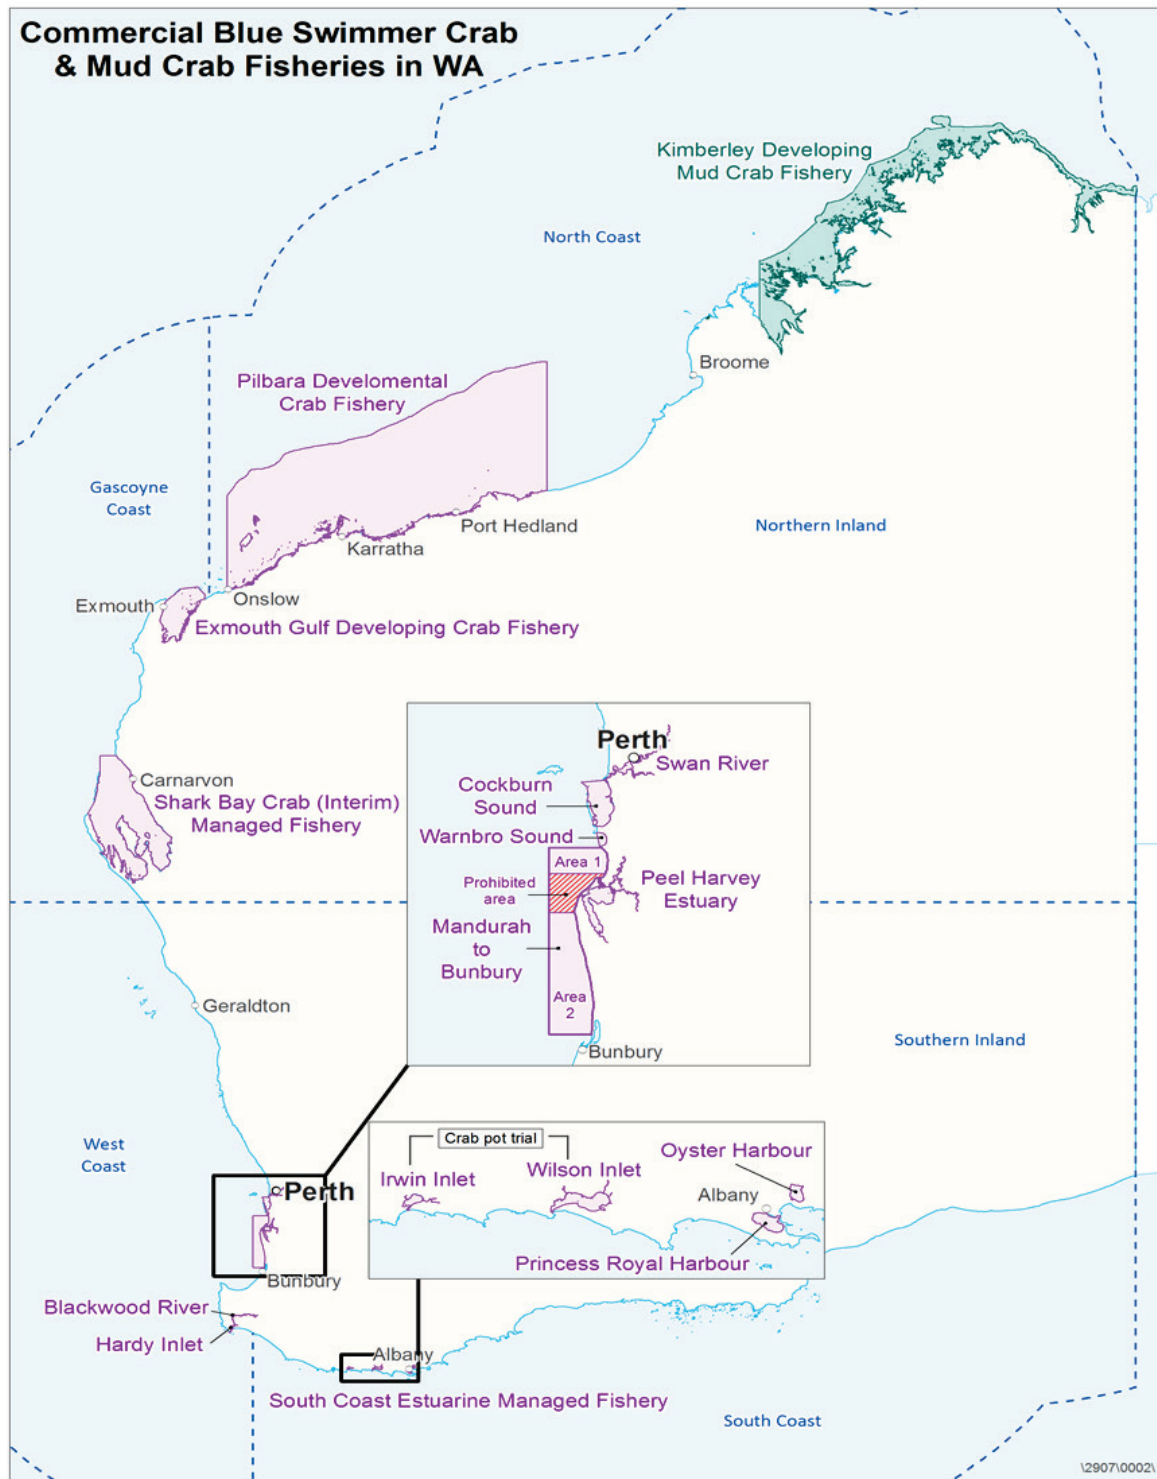 Commercial Blue Swimmer Crab
& Mud Crab Fisheries in WA
Kimberley Developing
Mud Crab Fishery
North Coast
Broome
Pilbara Develomental
Crab Fishery
Gascoyne
Coast
Port Hedland
Northern Inland
Karratha
Onslow
Exmouth
Exmouth Gulf Developing Crab Fishery
Perth
Swan River
Carnarvon
Shark Bay Crab (Interim)
Managed Fishery
Cockburn
Sound
Warnbro Sound
Area 1
Prohibited
area
Peel Harvey
Estuary
Mandurah
to
Bunbury
Area
2
Bunbury
Geraldton
Southern Inland
West
Coast
Crab pot trial
Irwin Inlet
Wilson Inlet
Oyster Harbour
Albany
Princess Royal Harbour
Perth
Bunbury
Blackwood River
Hardy Inlet
Albany
South Coast Estuarine Managed Fishery
South Coast
\2907\0002\